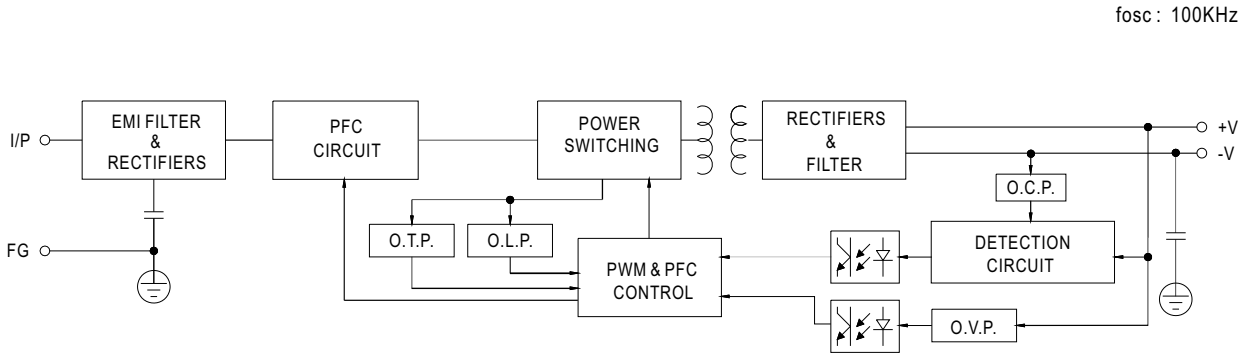 fosc : 100KHz
I/P
EMI FILTER
&
RECTIFIERS
PFC
CIRCUIT
POWER
SWITCHING
RECTIFIERS
&
FILTER
+V
-V
O.C.P.
FG
O.T.P.
O.L.P.
PWM & PFC
CONTROL
DETECTION
CIRCUIT
O.V.P.